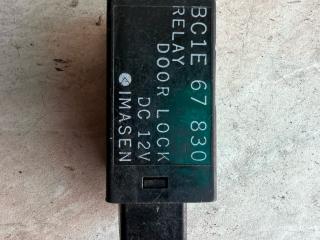 BC1E 67 830
RELAY
DOOR LOCK
DC 12V
IMASEN